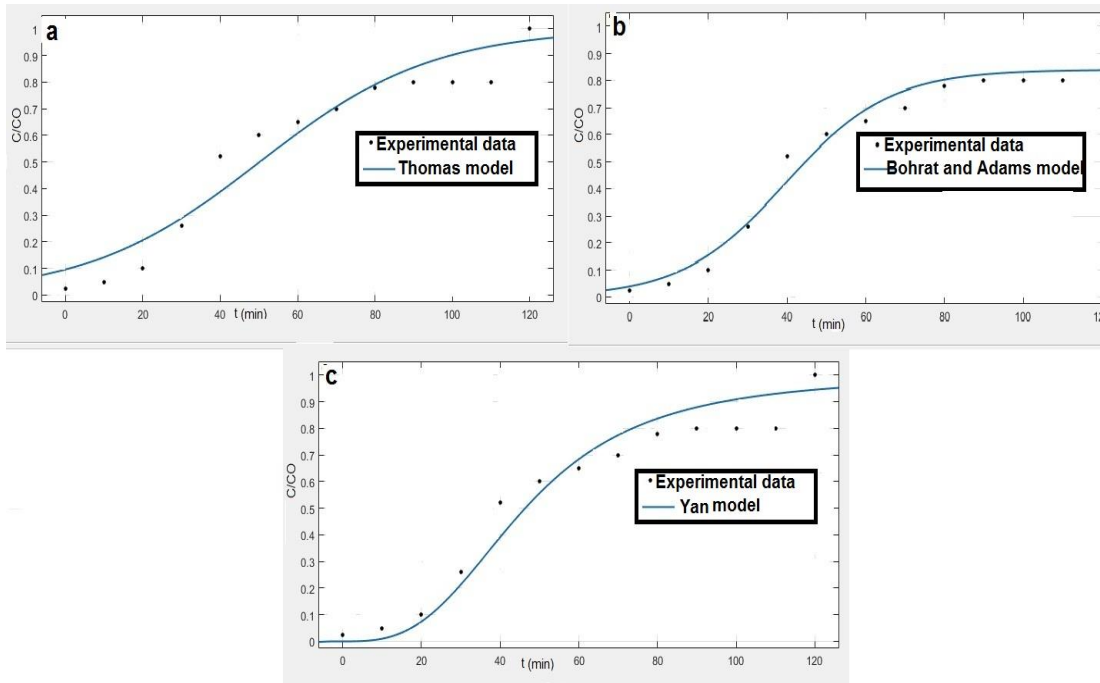 a
1
0.9
0.8
0.7
0.6
0.5
0.4
0.3
0.2
0.1
0
C/CO
Experimental data
Thomas model
0 20 40 60 80 100 120
t (min)
b
1
0.9
0.8
0.7
0.6
0.5
0.4
0.3
0.2
0.1
0
C/CO
Experimental data
Bohrat and Adams model
0 20 40 60 80 100 120
t (min)
c
1
0.9
0.8
0.7
0.6
0.5
0.4
0.3
0.2
0.1
0
C/CO
Experimental data
Yan model
0 20 40 60 80 100 120
t (min)